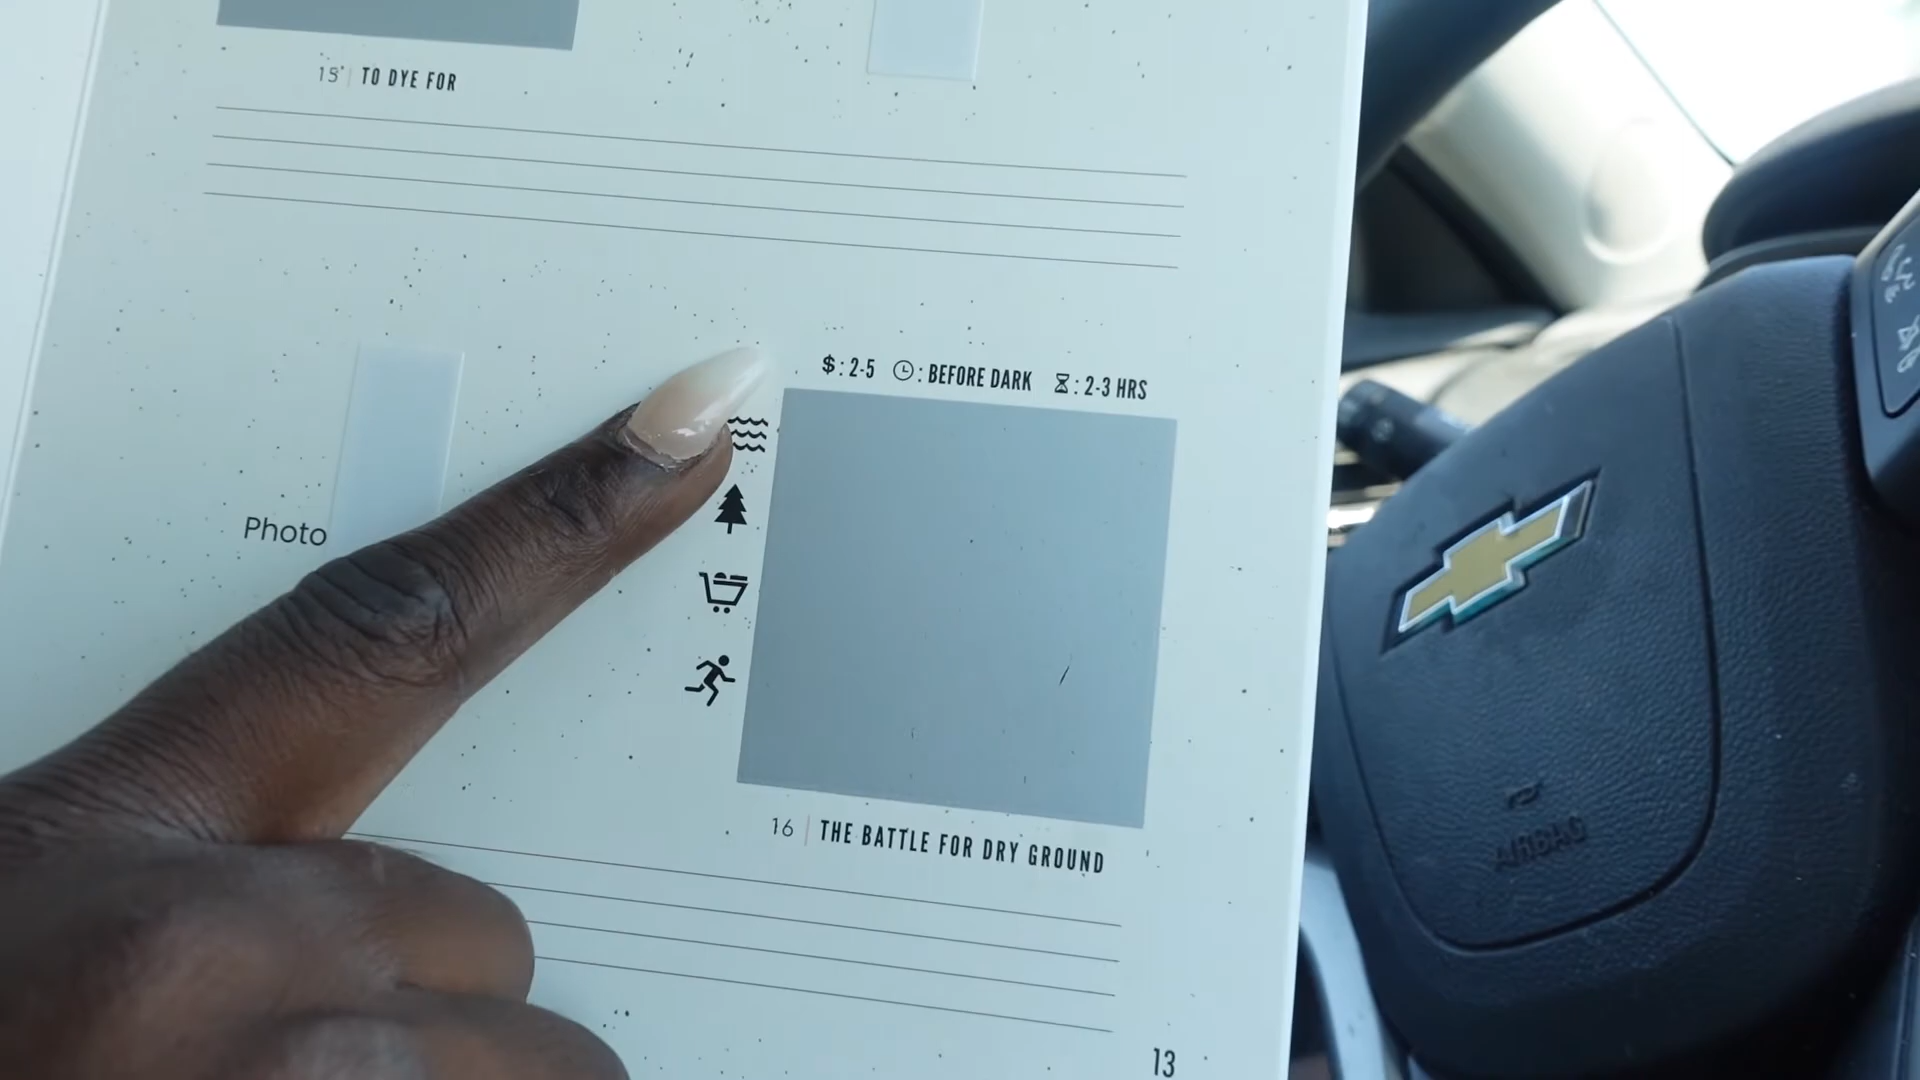 15 | TO DYE FOR
$ : 2-5 : BEFORE DARK : 2-3 HRS
Photo
16 | THE BATTLE FOR DRY GROUND
13
AIRBAG